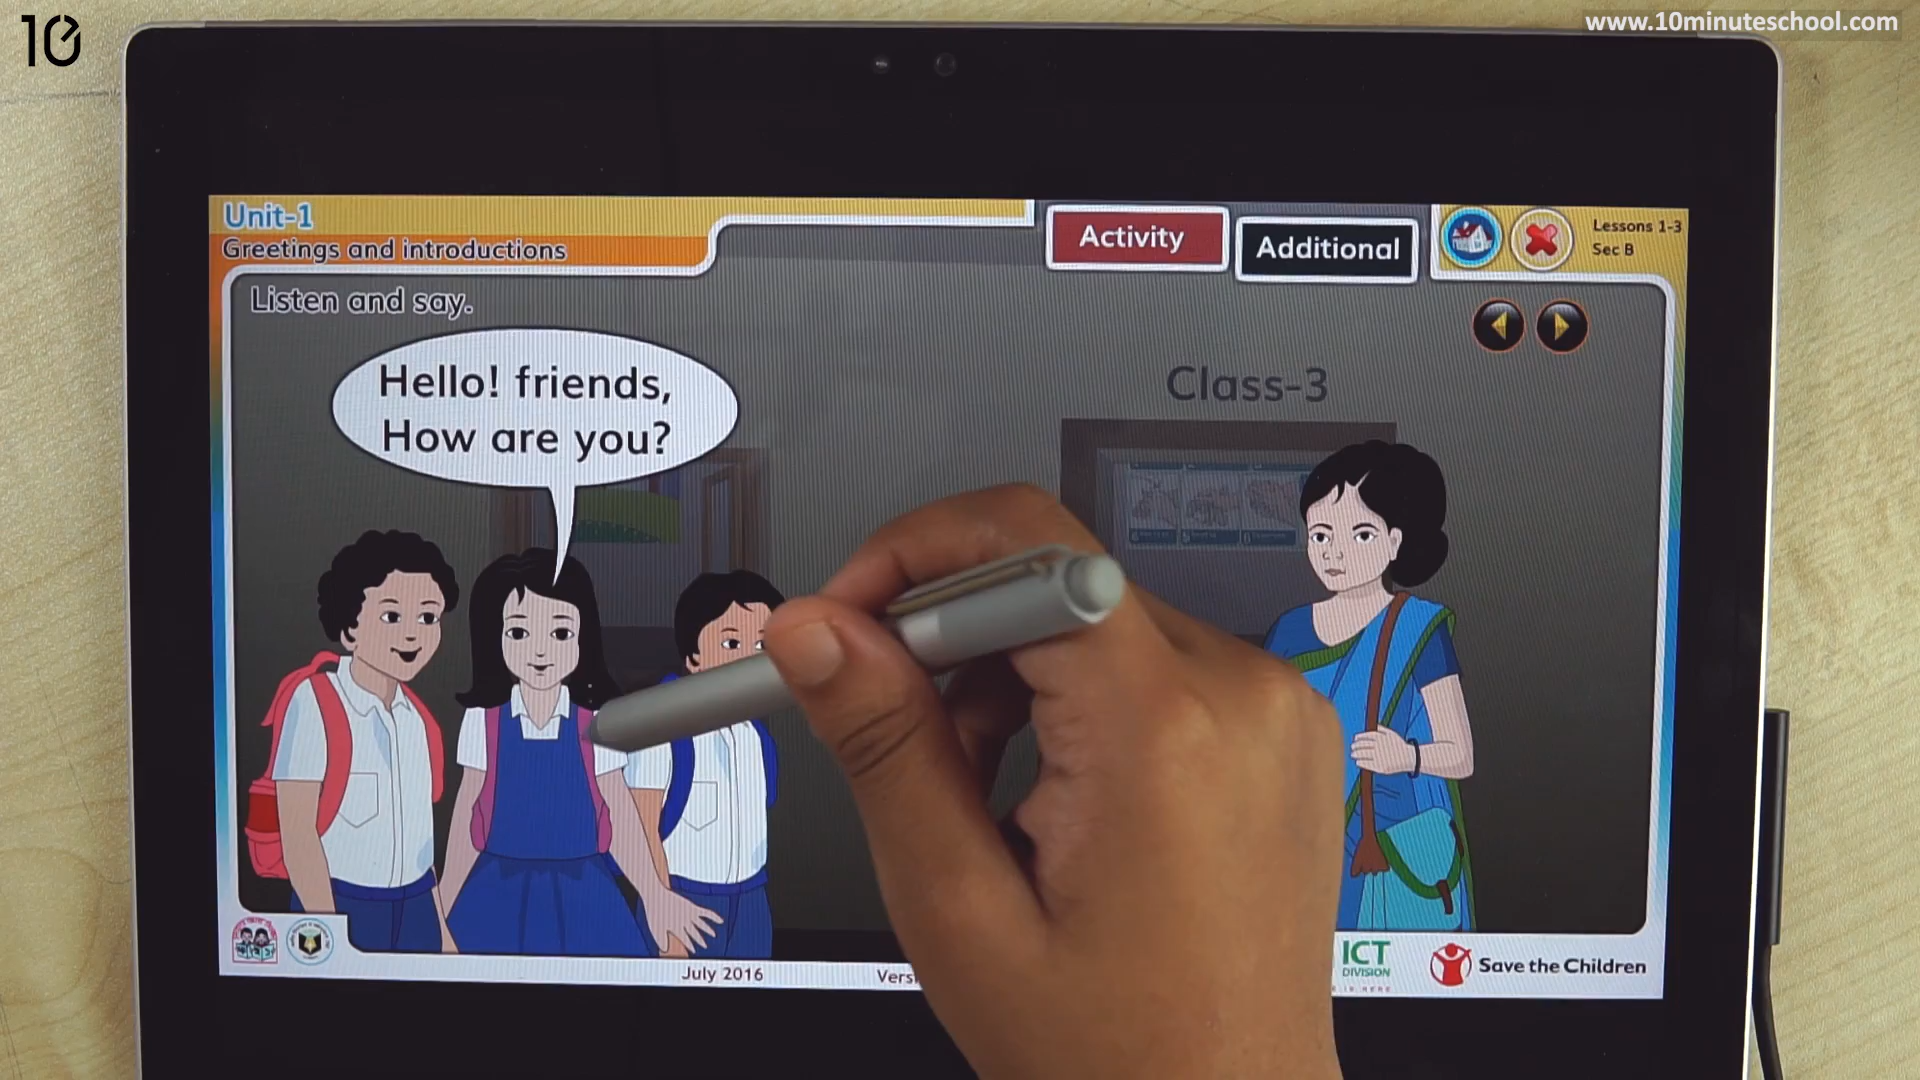 10
www.10minuteschool.com
Unit-1
Greetings and introductions
Activity
Additional
Lessons 1-3
Sec B
Listen and say.
Hello! friends,
How are you?
Class-3
July 2016
ICT
DIVISION
Save the Children